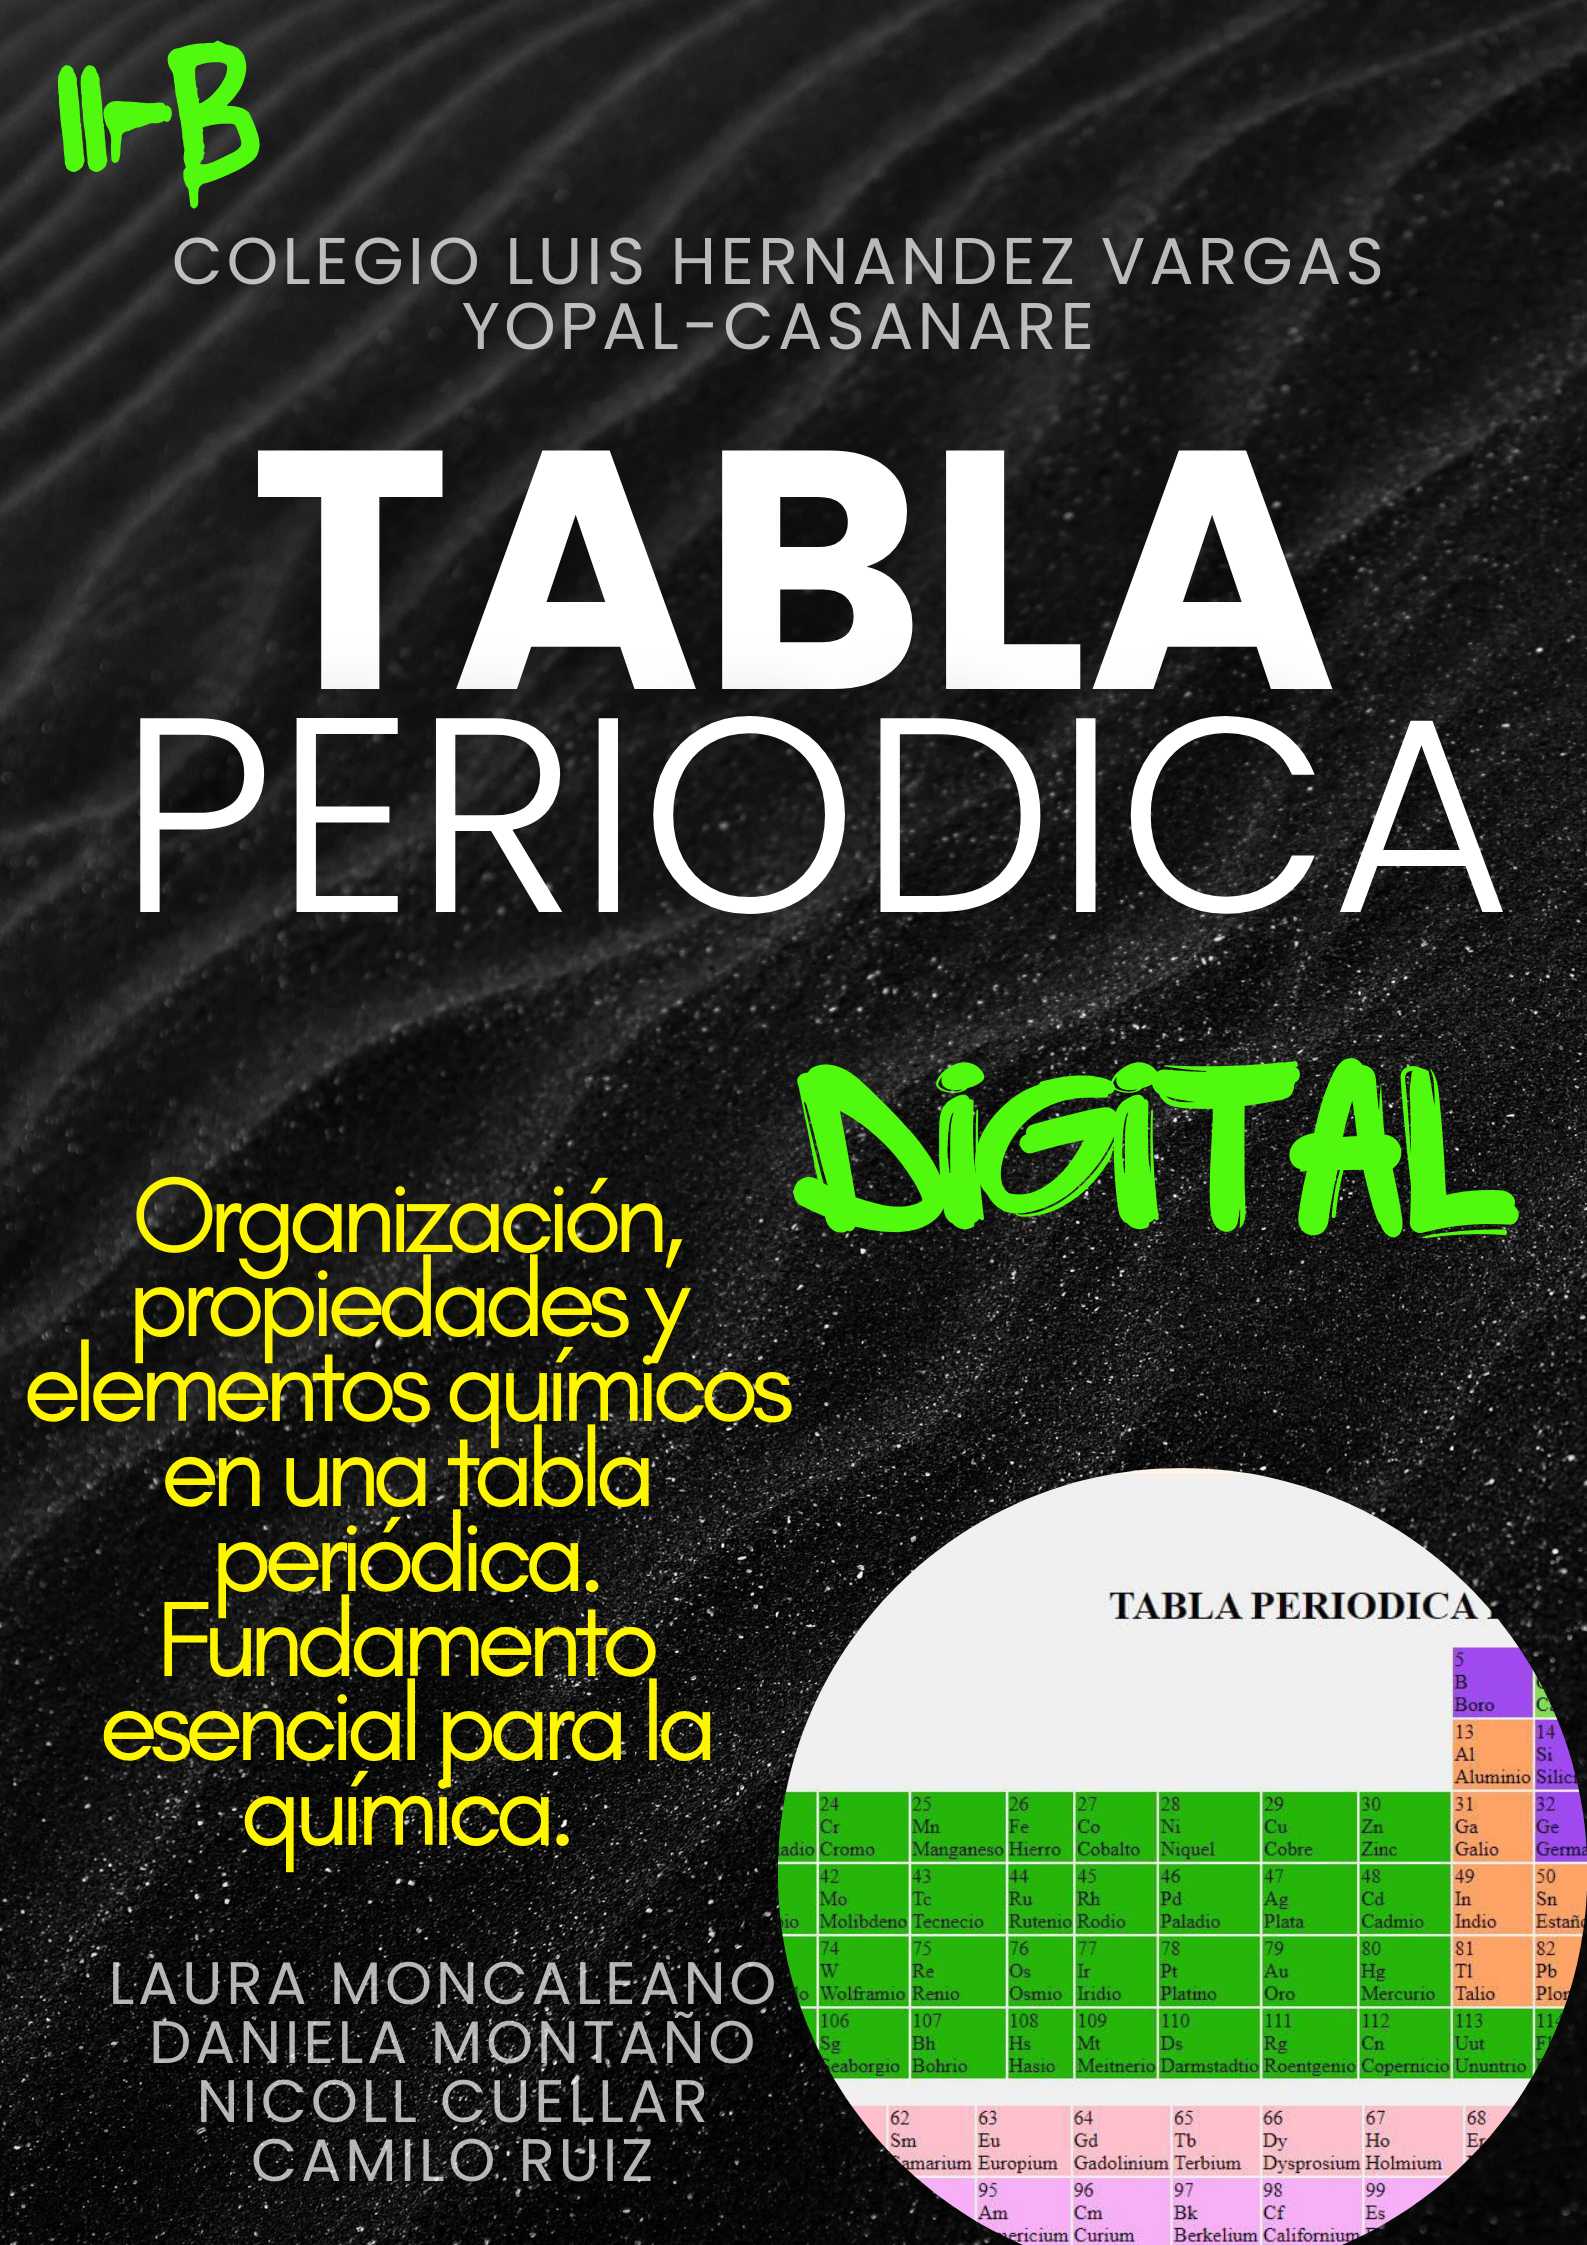 11-B
COLEGIO LUIS HERNANDEZ VARGAS
YOPAL-CASANARE
TABLA
PERIODICA
DIGITAL
Organización,
propiedades y
elementos químicos
en una tabla
periódica.
Fundamento
esencial para la
química.
LAURA MONCALEANO
DANIELA MONTAÑO
NICOLL CUELLAR
CAMILO RUIZ
TABLA PERIODICA
5
B
Boro
13 14
Al Si
Aluminio
24 25 26 27 28 29 30 31 32
Cr Mn Fe Co Ni Cu Zn Ga Ge
Cromo Manganeso Hierro Cobalto Niquel Cobre Zinc Galio
42 43 44 45 46 47 48 49 50
Mo Tc Ru Rh Pd Ag Cd In Sn
Molibdeno Tecnecio Rutenio Rodio Paladio Plata Cadmio Indio
74 75 76 77 78 79 80 81 82
W Re Os Ir Pt Au Hg Tl Pb
Wolframio Renio Osmio Iridio Platino Oro Mercurio Talio
106 107 108 109 110 111 112 113
Sg Bh Hs Mt Ds Rg Cn Uut
eaborgio Bohrio Hasio Meitnerio Darmstadtio Roentgenio Copernicio Ununtrio
62 63 64 65 66 67 68
Sm Eu Gd Tb Dy Ho Er
amarium Europium Gadolinium Terbium Dysprosium Holmium
95 96 97 98 99
Am Cm Bk Cf Es
ericium Curium Berkelium Californium